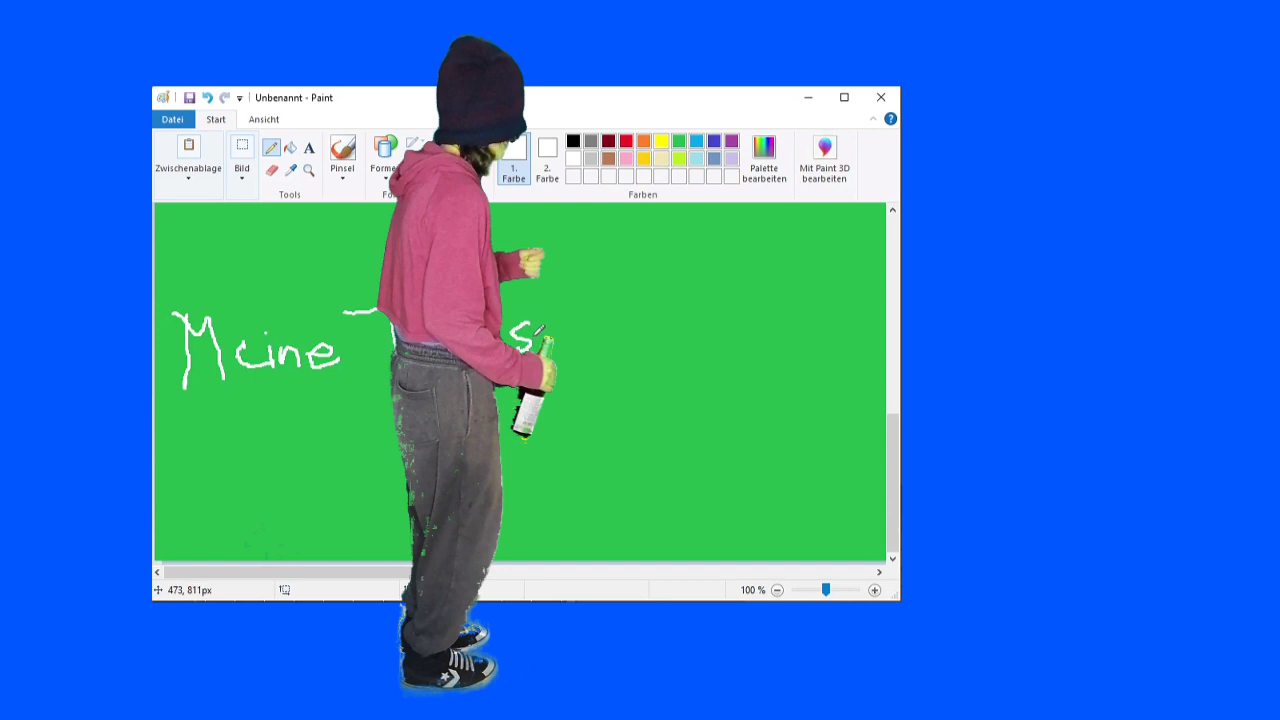 Unbenannt - Paint
Datei Start Ansicht
Zwischenablage
Bild
Tools
Pinsel
1.
Farbe
2.
Farbe
Farben
Palette
bearbeiten
Mit Paint 3D
bearbeiten
Meine
473, 811px
100 %